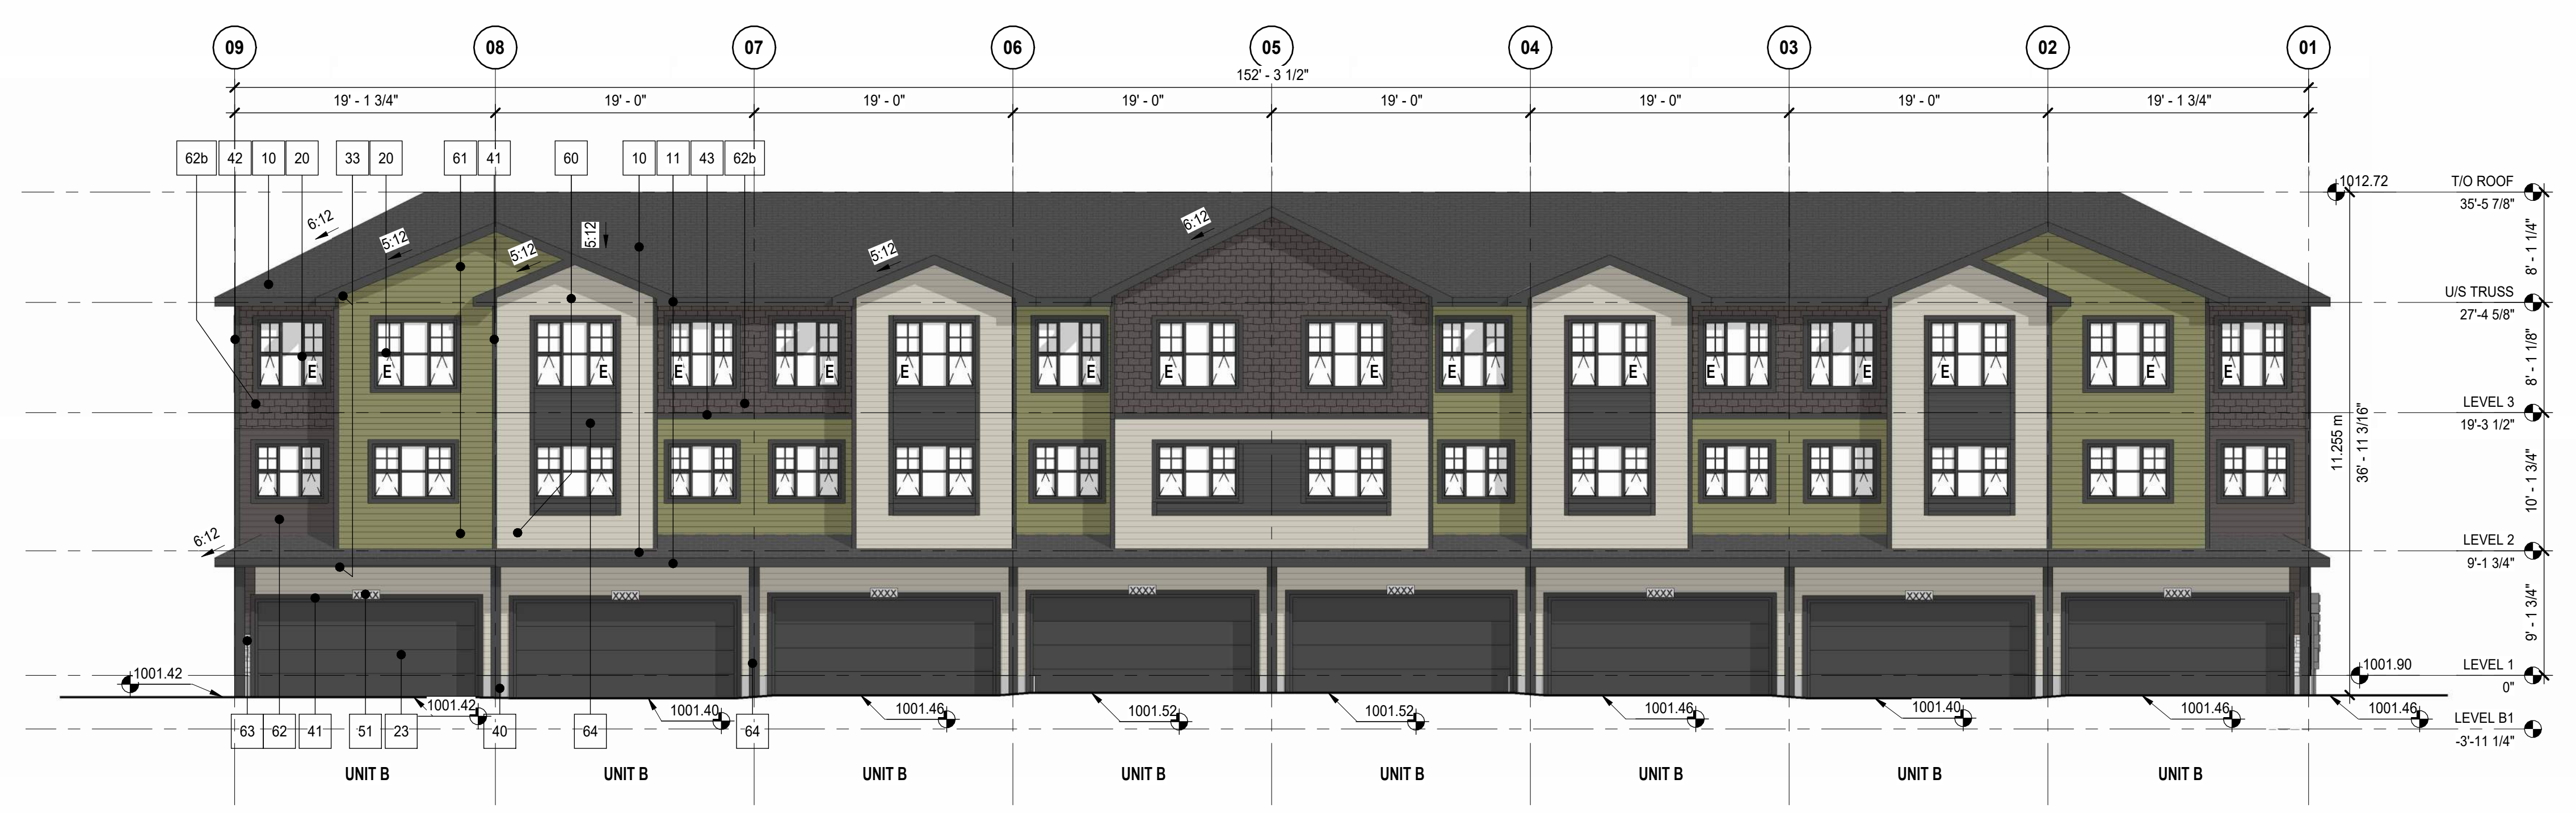 09 08 07 06 05 04 03 02 01
152' - 3 1/2"
19' - 1 3/4" 19' - 0" 19' - 0" 19' - 0" 19' - 0" 19' - 0" 19' - 0" 19' - 1 3/4"
62b 42 10 20 33 20 61 41 60 10 11 43 62b
1012.72 T/O ROOF
35'-5 7/8"
6:12 5:12 5:12 5:12 5:12 6:12
8' - 1 1/4"
U/S TRUSS
27'-4 5/8"
8' - 1 1/8"
E E E E E E E E E E E E E E E E
LEVEL 3
19'-3 1/2"
11.255 m
36' - 11 3/16"
10' - 1 3/4"
6:12
LEVEL 2
9'-1 3/4"
XXXX XXXX XXXX XXXX XXXX XXXX XXXX XXXX
9' - 1 3/4"
1001.42 1001.90 LEVEL 1
0"
1001.42 1001.40 1001.46 1001.52 1001.52 1001.46 1001.40 1001.46 1001.46
LEVEL B1
-3'-11 1/4"
63 62 41 51 23 40 64 64
UNIT B UNIT B UNIT B UNIT B UNIT B UNIT B UNIT B UNIT B